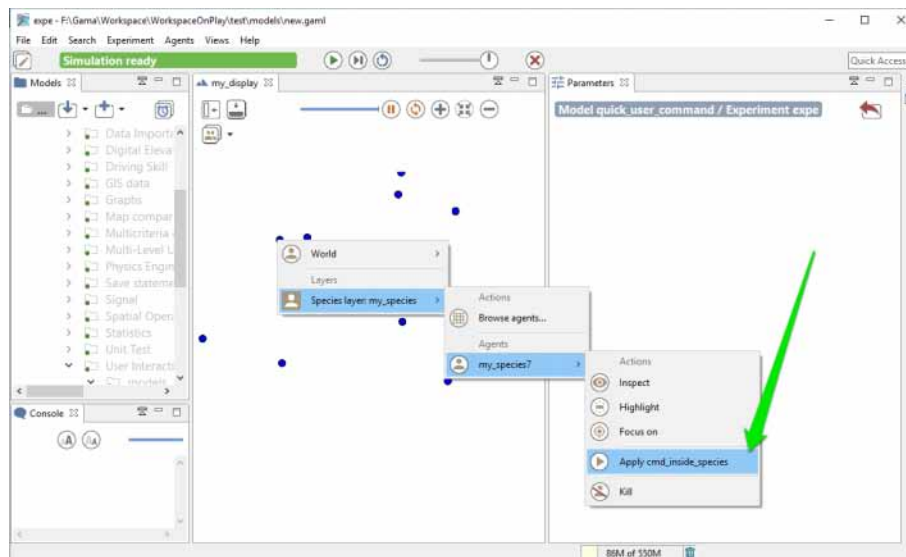 expe - F:\Gama\Workspace\WorkspaceOnPlay\test\models\new.gaml
File Edit Search Experiment Agents Views Help
Simulation ready
Quick Access
Models
my_display
Parameters
...
Model quick_user_command / Experiment expe
Data Importa
Digital Eleva
Driving Skill
GIS data
Graphs
Map compar
Multicriteria
Multi-Level
Physics Engin
Save stateme
Signal
Spatial Oper
Statistics
Unit Test
User Interacti
models
World
Layers
Species layer: my_species
Actions
Browse agents...
Agents
my_species7
Actions
Inspect
Highlight
Focus on
Apply cmd_inside_species
Kill
Console
A A
86M of 550M